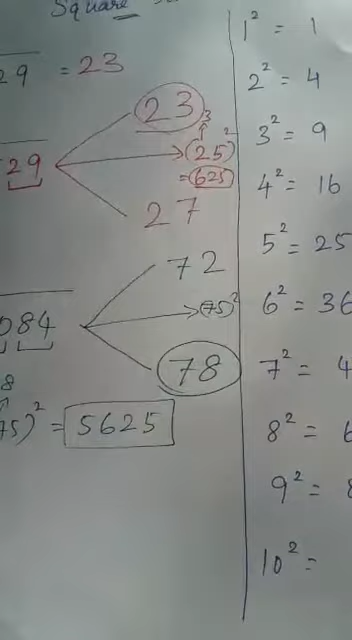 Square
29 = 23
29
23
3
(25)²
= 625
27
72
084
(75)²
78
8
75)² = 5625
1² = 1
2² = 4
3² = 9
4² = 16
5² = 25
6² = 36
7² = 4
8² = 6
9² = 8
10² =